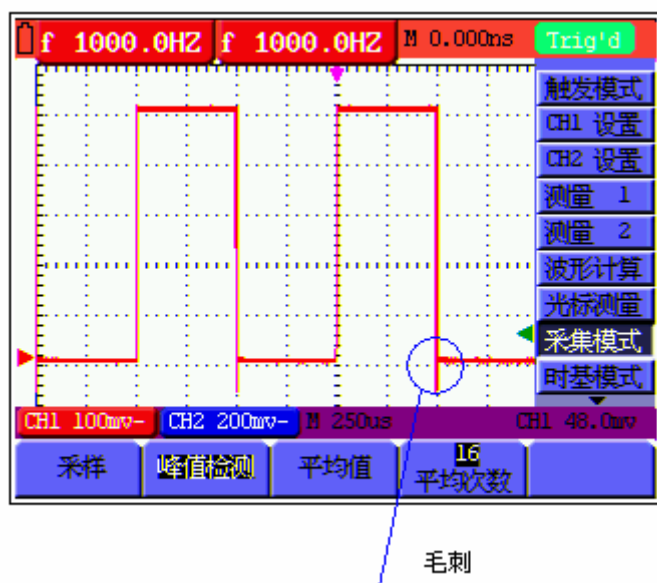 f 1000.0HZ f 1000.0HZ M 0.000ns Trig'd
触发模式
CH1 设置
CH2 设置
测量 1
测量 2
波形计算
光标测量
采集模式
时基模式
CH1 100mv- CH2 200mv- M 250us CH1 48.0mv
采样 峰值检测 平均值 16
平均次数
毛刺